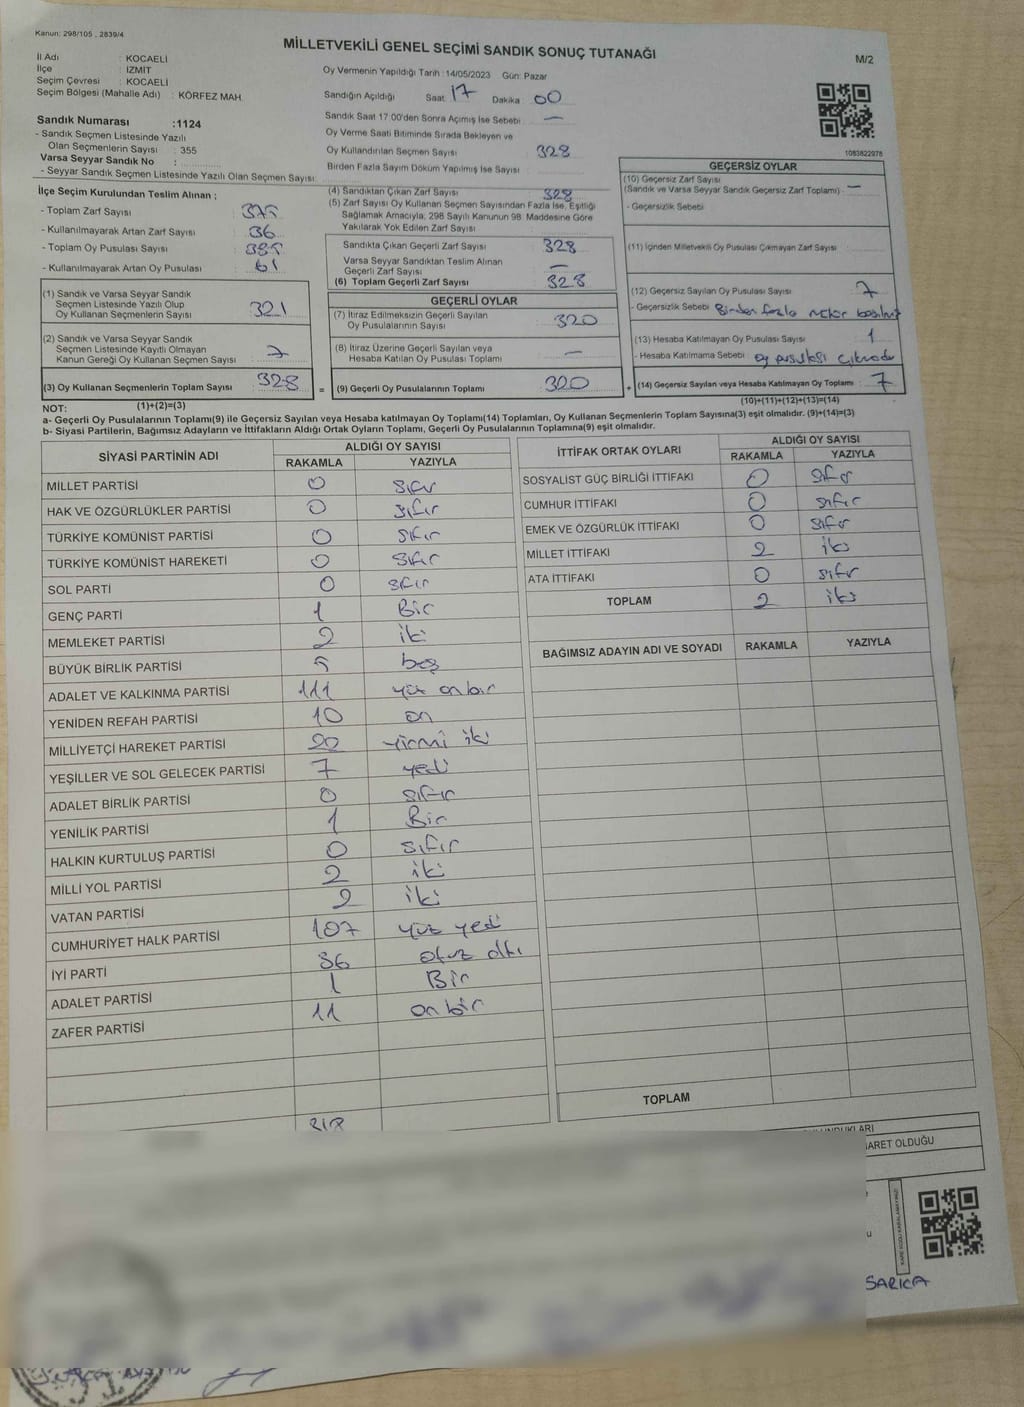 Kanun: 298/105 , 2839/4
MİLLETVEKİLİ GENEL SEÇİMİ SANDIK SONUÇ TUTANAĞI
M/2
İl Adı : KOCAELİ
İlçe : İZMİT
Seçim Çevresi : KOCAELİ
Seçim Bölgesi (Mahalle Adı) : KÖRFEZ MAH.
Sandık Numarası :1124
- Sandık Seçmen Listesinde Yazılı
Olan Seçmenlerin Sayısı : 355
Varsa Seyyar Sandık No :
- Seyyar Sandık Seçmen Listesinde Yazılı Olan Seçmen Sayısı:
Oy Vermenin Yapıldığı Tarih :14/05/2023 Gün: Pazar
Sandığın Açıldığı Saat 17 Dakika 00
Sandık Saat 17:00'den Sonra Açımış İse Sebebi —
Oy Verme Saati Bitiminde Sırada Bekleyen ve
Oy Kullandırılan Seçmen Sayısı 328
Birden Fazla Sayım Döküm Yapılmış İse Sayısı
1083822978
İlçe Seçim Kurulundan Teslim Alınan ;
- Toplam Zarf Sayısı : 375
- Kullanılmayarak Artan Zarf Sayısı : 36
- Toplam Oy Pusulası Sayısı : 385
- Kullanılmayarak Artan Oy Pusulası : 61
(1) Sandık ve Varsa Seyyar Sandık
Seçmen Listesinde Yazılı Olup
Oy Kullanan Seçmenlerin Sayısı 321
(2) Sandık ve Varsa Seyyar Sandık
Seçmen Listesinde Kayıtlı Olmayan
Kanun Gereği Oy Kullanan Seçmen Sayısı 7
(3) Oy Kullanan Seçmenlerin Toplam Sayısı 328
(1)+(2)=(3)
(4) Sandıktan Çıkan Zarf Sayısı 328
(5) Zarf Sayısı Oy Kullanan Seçmen Sayısından Fazla İse, Eşitliği
Sağlamak Amacıyla, 298 Sayılı Kanunun 98. Maddesine Göre
Yakılarak Yok Edilen Zarf Sayısı
Sandıkta Çıkan Geçerli Zarf Sayısı 328
Varsa Seyyar Sandıktan Teslim Alınan
Geçerli Zarf Sayısı —
(6) Toplam Geçerli Zarf Sayısı 328
GEÇERLİ OYLAR
(7) İtiraz Edilmeksizin Geçerli Sayılan
Oy Pusulalarının Sayısı 320
(8) İtiraz Üzerine Geçerli Sayılan veya
Hesaba Katılan Oy Pusulası Toplamı —
= (9) Geçerli Oy Pusulalarının Toplamı 320
GEÇERSİZ OYLAR
(10) Geçersiz Zarf Sayısı
(Sandık ve Varsa Seyyar Sandık Geçersiz Zarf Toplamı) —
- Geçersizlik Sebebi
(11) İçinden Milletvekili Oy Pusulası Çıkmayan Zarf Sayısı
(12) Geçersiz Sayılan Oy Pusulası Sayısı 7
- Geçersizlik Sebebi Birden fazla mühür basılmış
(13) Hesaba Katılmayan Oy Pusulası Sayısı 1
- Hesaba Katılmama Sebebi oy pusulası çıkmadı
+ (14) Geçersiz Sayılan veya Hesaba Katılmayan Oy Toplamı 7
(10)+(11)+(12)+(13)=(14)
NOT:
a- Geçerli Oy Pusulalarının Toplamı(9) ile Geçersiz Sayılan veya Hesaba katılmayan Oy Toplamı(14) Toplamları, Oy Kullanan Seçmenlerin Toplam Sayısına(3) eşit olmalıdır. (9)+(14)=(3)
b- Siyasi Partilerin, Bağımsız Adayların ve İttifakların Aldığı Ortak Oyların Toplamı, Geçerli Oy Pusulalarının Toplamına(9) eşit olmalıdır.
SİYASİ PARTİNİN ADI ALDIĞI OY SAYISI
RAKAMLA YAZIYLA
MİLLET PARTİSİ 0 sıfır
HAK VE ÖZGÜRLÜKLER PARTİSİ 0 sıfır
TÜRKİYE KOMÜNİST PARTİSİ 0 sıfır
TÜRKİYE KOMÜNİST HAREKETİ 0 sıfır
SOL PARTİ 0 sıfır
GENÇ PARTİ 1 Bir
MEMLEKET PARTİSİ 2 iki
BÜYÜK BİRLİK PARTİSİ 5 beş
ADALET VE KALKINMA PARTİSİ 111 yüz onbir
YENİDEN REFAH PARTİSİ 10 on
MİLLİYETÇİ HAREKET PARTİSİ 22 yirmi iki
YEŞİLLER VE SOL GELECEK PARTİSİ 7 yedi
ADALET BİRLİK PARTİSİ 0 sıfır
YENİLİK PARTİSİ 1 Bir
HALKIN KURTULUŞ PARTİSİ 0 sıfır
MİLLİ YOL PARTİSİ 2 iki
VATAN PARTİSİ 2 iki
CUMHURİYET HALK PARTİSİ 107 yüz yedi
İYİ PARTİ 36 otuz altı
ADALET PARTİSİ 1 Bir
ZAFER PARTİSİ 11 onbir
318
İTTİFAK ORTAK OYLARI ALDIĞI OY SAYISI
RAKAMLA YAZIYLA
SOSYALİST GÜÇ BİRLİĞİ İTTİFAKI 0 sıfır
CUMHUR İTTİFAKI 0 sıfır
EMEK VE ÖZGÜRLÜK İTTİFAKI 0 sıfır
MİLLET İTTİFAKI 2 iki
ATA İTTİFAKI 0 sıfır
TOPLAM 2 iki
BAĞIMSIZ ADAYIN ADI VE SOYADI RAKAMLA YAZIYLA
TOPLAM
ARET OLDUĞU
SARICA